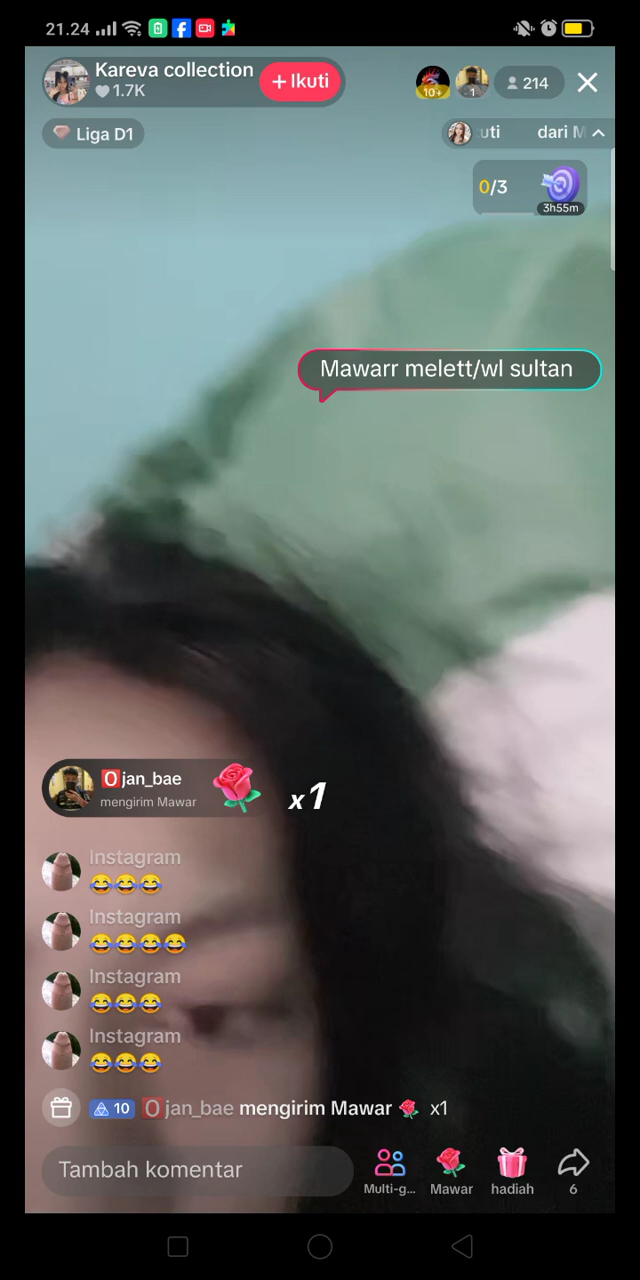 21.24
Kareva collection
1.7K
+ Ikuti
10+
1
214
Liga D1
uti dari M
0/3
3h55m
Mawarr melett/wl sultan
🅾jan_bae
mengirim Mawar
x1
Instagram
😂😂😂
Instagram
😂😂😂😂
Instagram
😂😂😂
Instagram
😂😂😂
10 🅾jan_bae mengirim Mawar 🌹 x1
Tambah komentar
Multi-g...
Mawar
hadiah
6